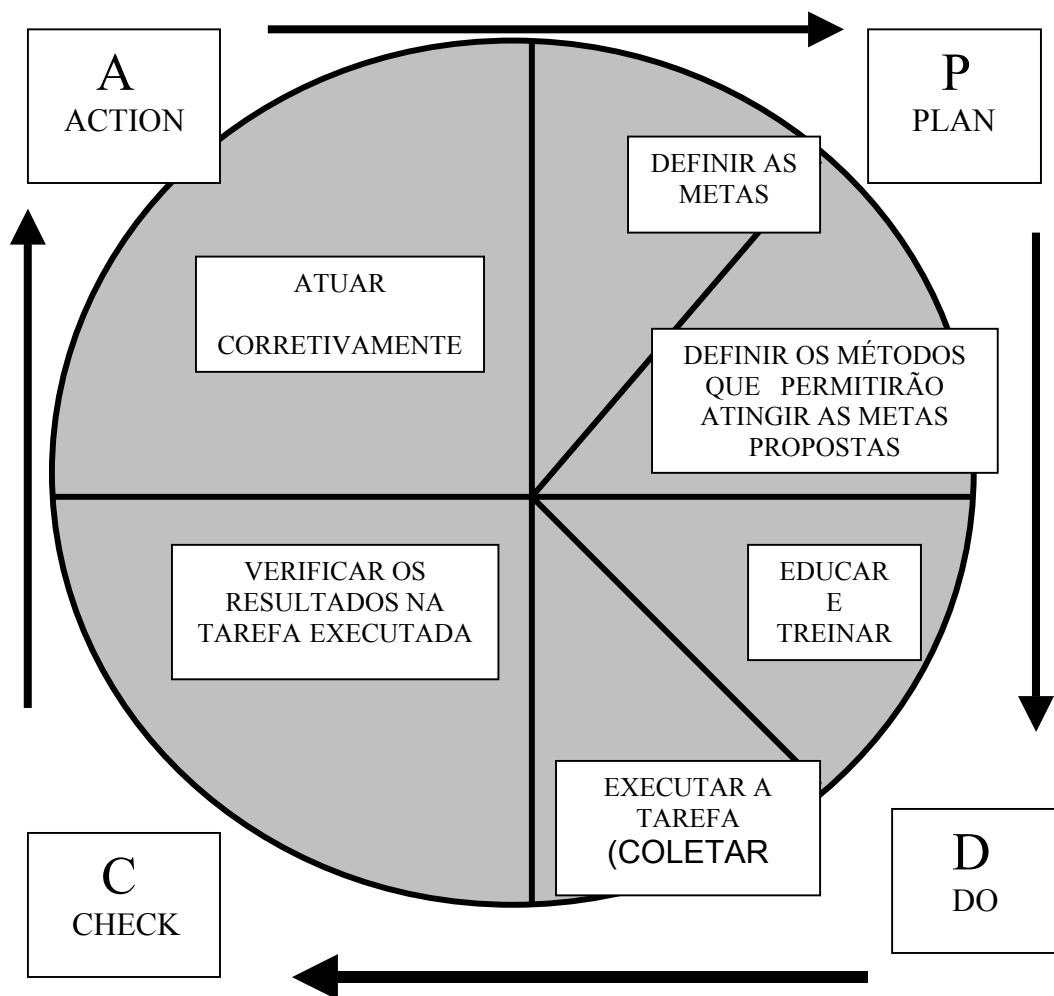 A
ACTION
P
PLAN
DEFINIR AS
METAS
ATUAR
CORRETIVAMENTE
DEFINIR OS MÉTODOS
QUE PERMITIRÃO
ATINGIR AS METAS
PROPOSTAS
VERIFICAR OS
RESULTADOS NA
TAREFA EXECUTADA
EDUCAR
E
TREINAR
EXECUTAR A
TAREFA
(COLETAR
C
CHECK
D
DO